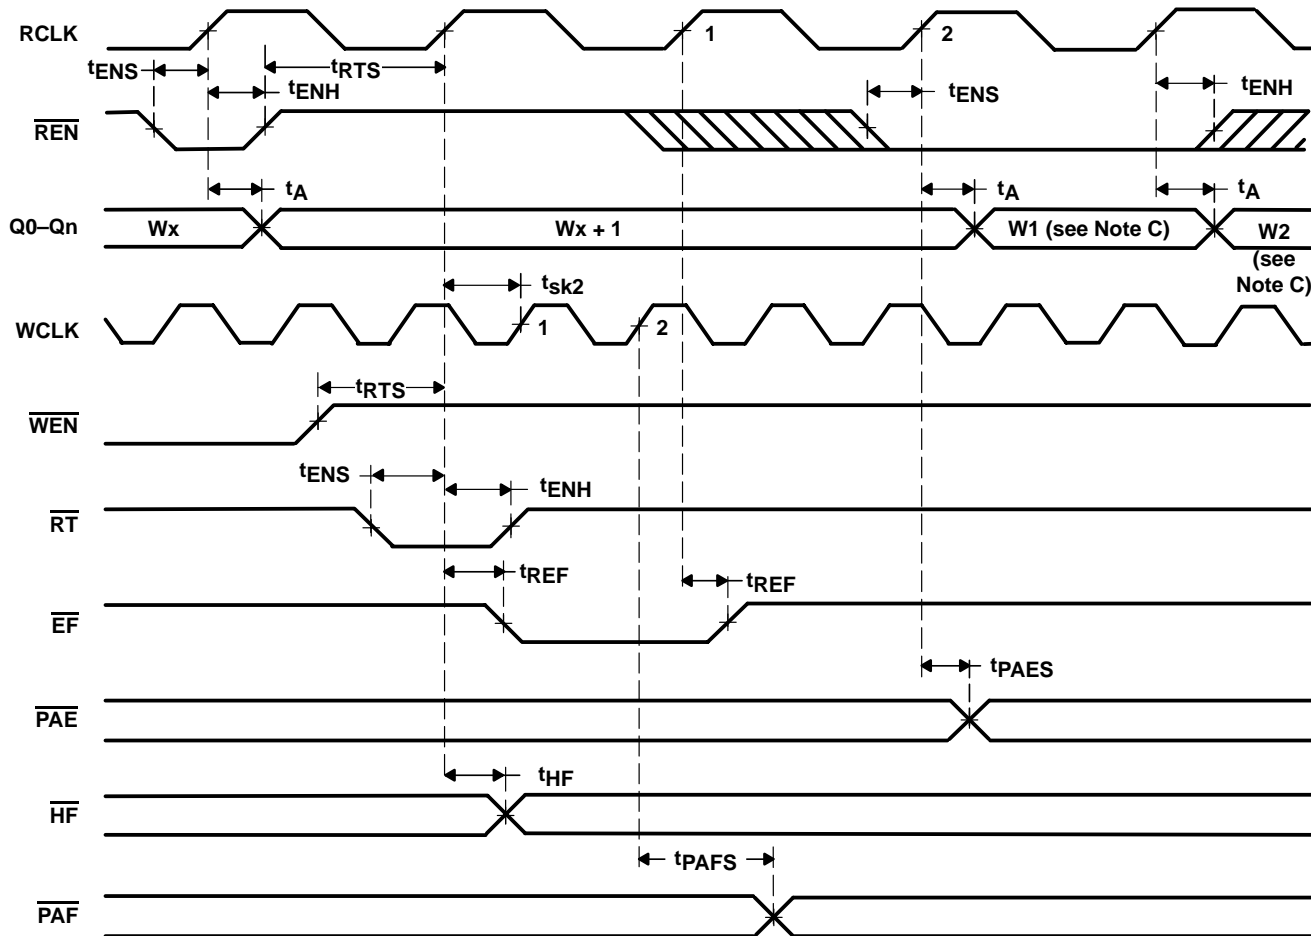 RCLK
1
2
tENS
tRTS
tENH
tENS
tENH
REN
tA
tA
tA
Q0–Qn
Wx
Wx + 1
W1 (see Note C)
W2
(see
Note C)
tsk2
WCLK
1
2
tRTS
WEN
tENS
tENH
RT
tREF
tREF
EF
tPAES
PAE
tHF
HF
tPAFS
PAF